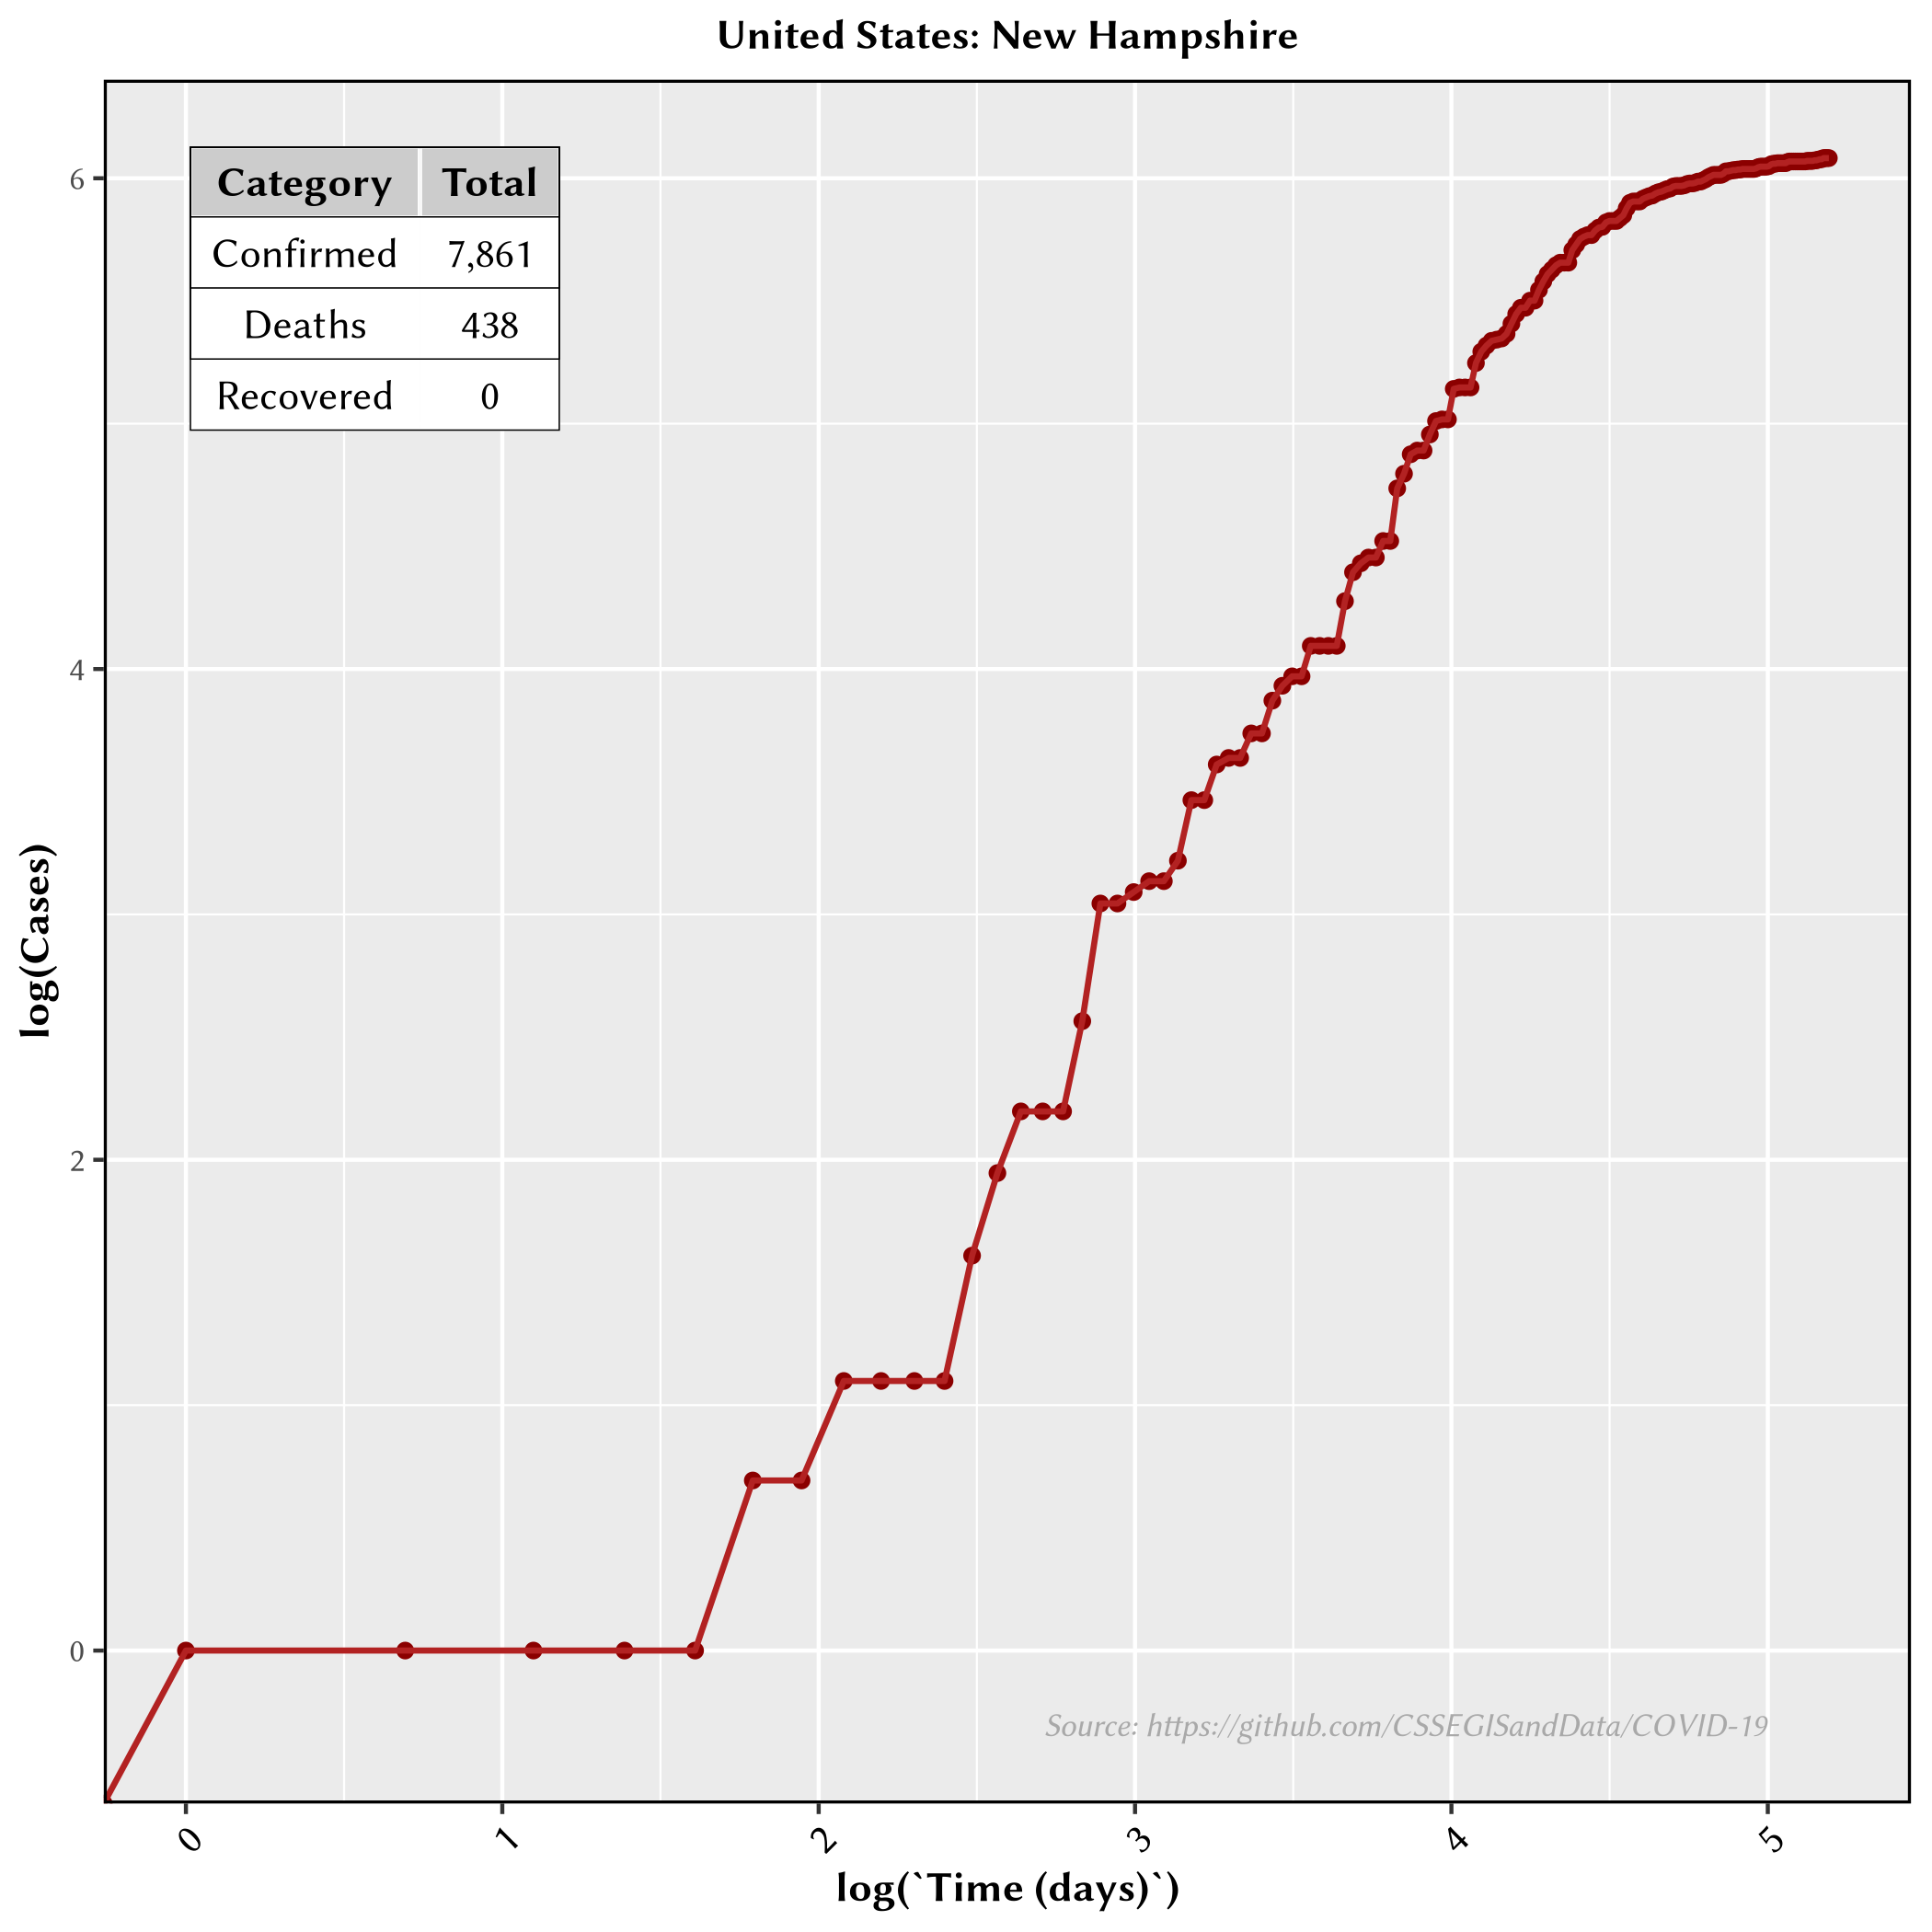 United States: New Hampshire
Category Total
Confirmed 7,861
Deaths 438
Recovered 0
6
4
2
0
log(Cases)
Source: https://github.com/CSSEGISandData/COVID-19
0 1 2 3 4 5
log(`Time (days)`)